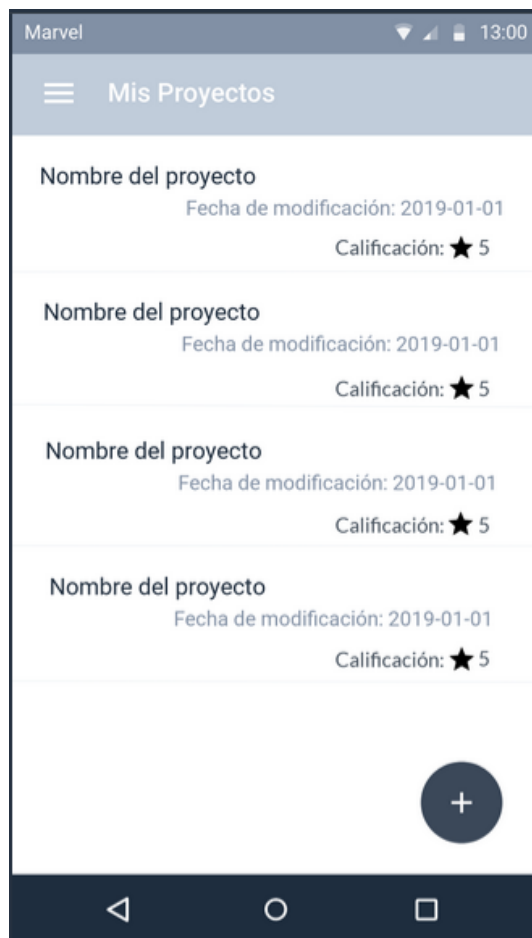 Marvel 13:00
Mis Proyectos
Nombre del proyecto
Fecha de modificación: 2019-01-01
Calificación: ★ 5
Nombre del proyecto
Fecha de modificación: 2019-01-01
Calificación: ★ 5
Nombre del proyecto
Fecha de modificación: 2019-01-01
Calificación: ★ 5
Nombre del proyecto
Fecha de modificación: 2019-01-01
Calificación: ★ 5
+